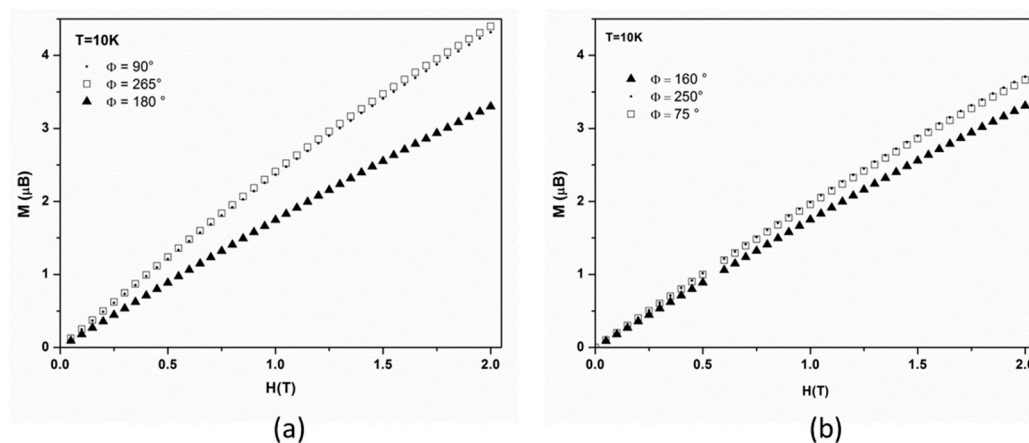 T=10K
Φ = 90°
Φ = 265°
Φ = 180 °
M (μB)
4
3
2
1
0
0.0 0.5 1.0 1.5 2.0
H(T)
(a)
T=10K
Φ = 160 °
Φ = 250°
Φ = 75 °
M (μB)
4
3
2
1
0
0.0 0.5 1.0 1.5 2.0
H(T)
(b)